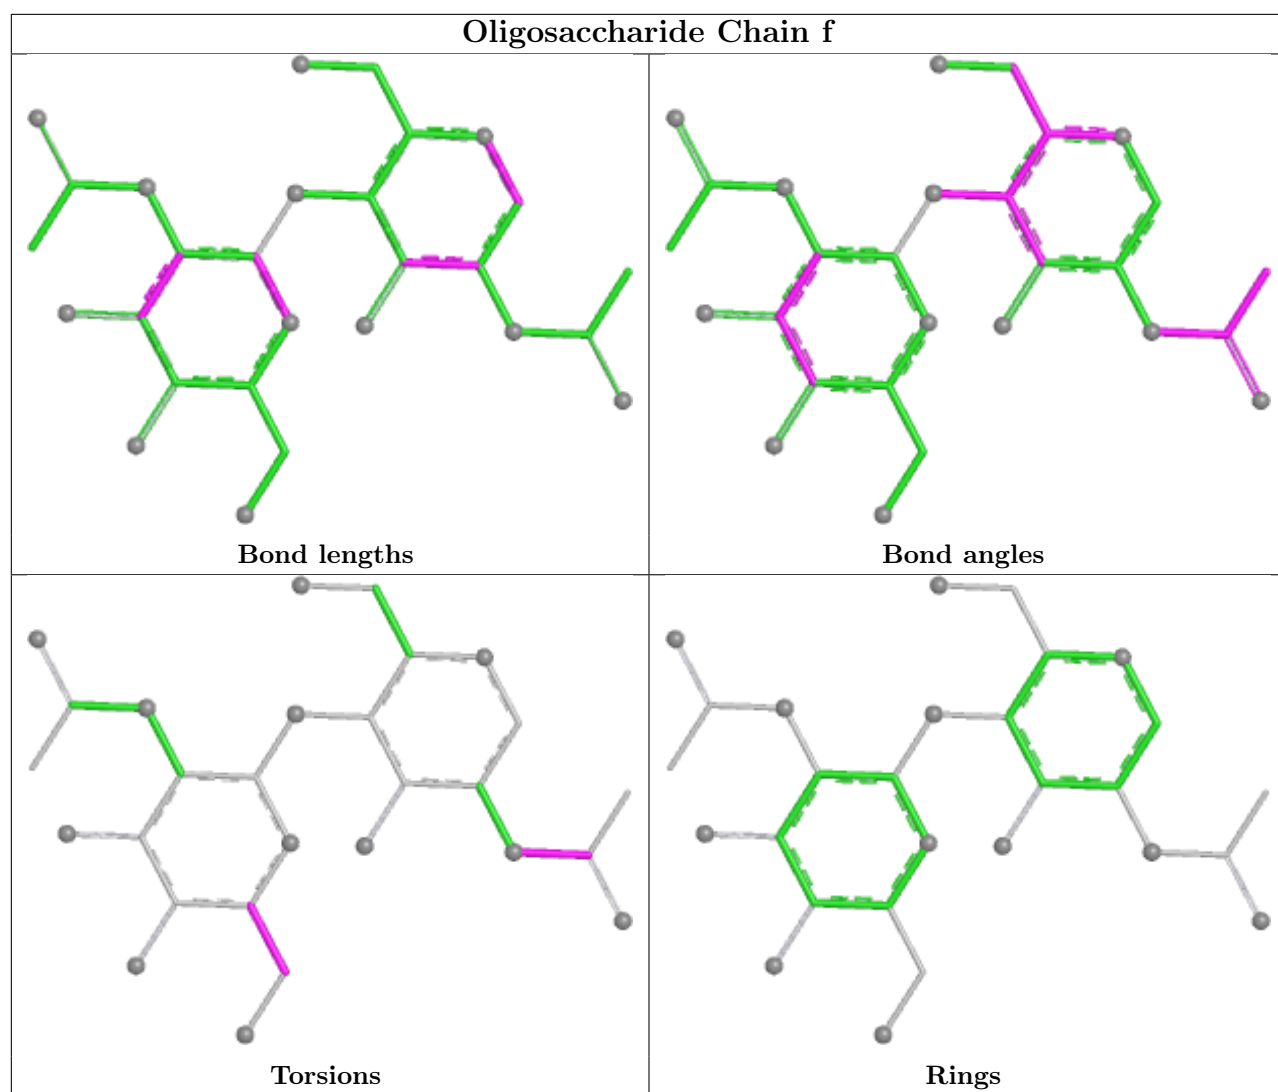 Oligosaccharide Chain f
Bond lengths
Bond angles
Torsions
Rings